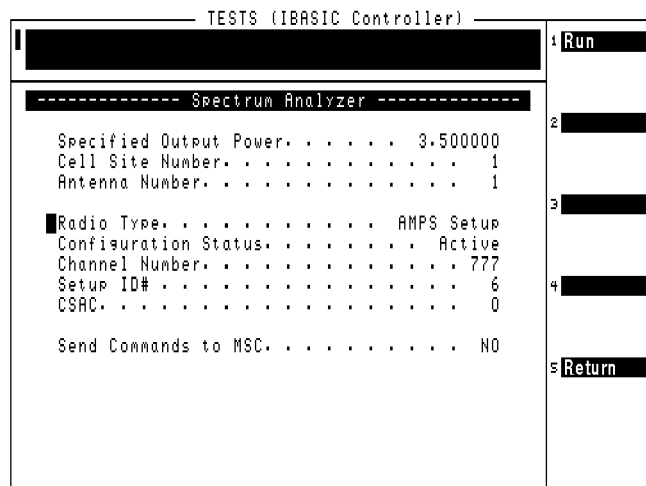 TESTS (IBASIC Controller)
1 Run
-------------- Spectrum Analyzer --------------
2
Specified Output Power. . . . . . 3.500000
Cell Site Number. . . . . . . . . . . . 1
Antenna Number. . . . . . . . . . . . . 1
3
Radio Type. . . . . . . . . . . AMPS Setup
Configuration Status. . . . . . . . Active
Channel Number. . . . . . . . . . . . . 777
Setup ID# . . . . . . . . . . . . . . . 6
4
CSAC. . . . . . . . . . . . . . . . . . 0
Send Commands to MSC. . . . . . . . . . NO
5 Return